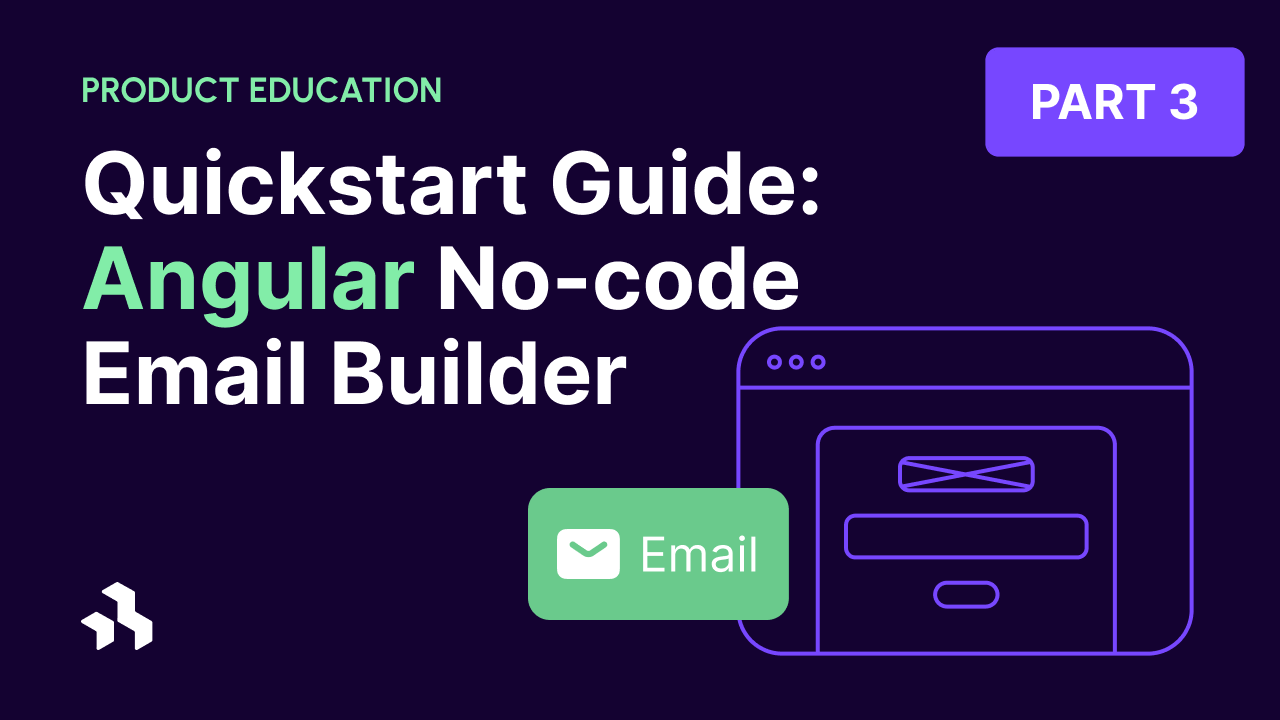 PRODUCT EDUCATION
PART 3
Quickstart Guide:
Angular No-code
Email Builder
Email